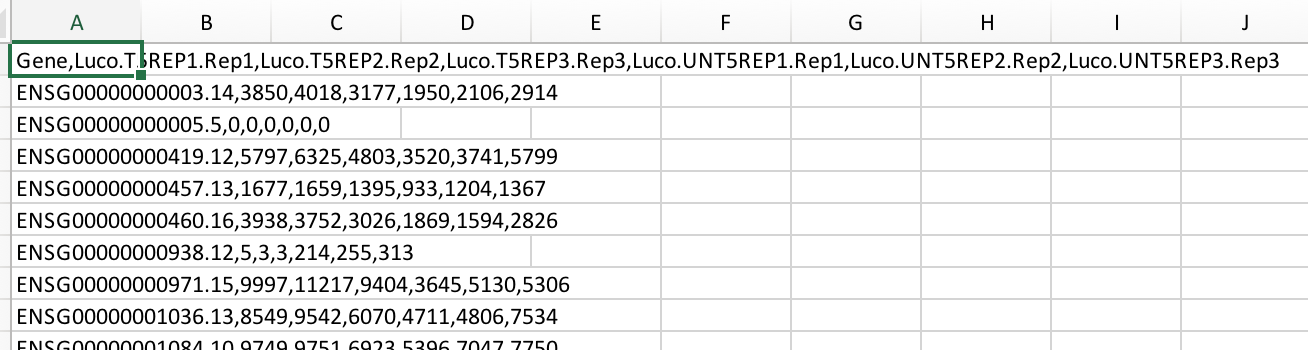 A B C D E F G H I J
Gene,Luco.T5REP1.Rep1,Luco.T5REP2.Rep2,Luco.T5REP3.Rep3,Luco.UNT5REP1.Rep1,Luco.UNT5REP2.Rep2,Luco.UNT5REP3.Rep3
ENSG00000000003.14,3850,4018,3177,1950,2106,2914
ENSG00000000005.5,0,0,0,0,0,0
ENSG00000000419.12,5797,6325,4803,3520,3741,5799
ENSG00000000457.13,1677,1659,1395,933,1204,1367
ENSG00000000460.16,3938,3752,3026,1869,1594,2826
ENSG00000000938.12,5,3,3,214,255,313
ENSG00000000971.15,9997,11217,9404,3645,5130,5306
ENSG00000001036.13,8549,9542,6070,4711,4806,7534
ENSG00000001084.10,9749,9751,6923,5396,7047,7750